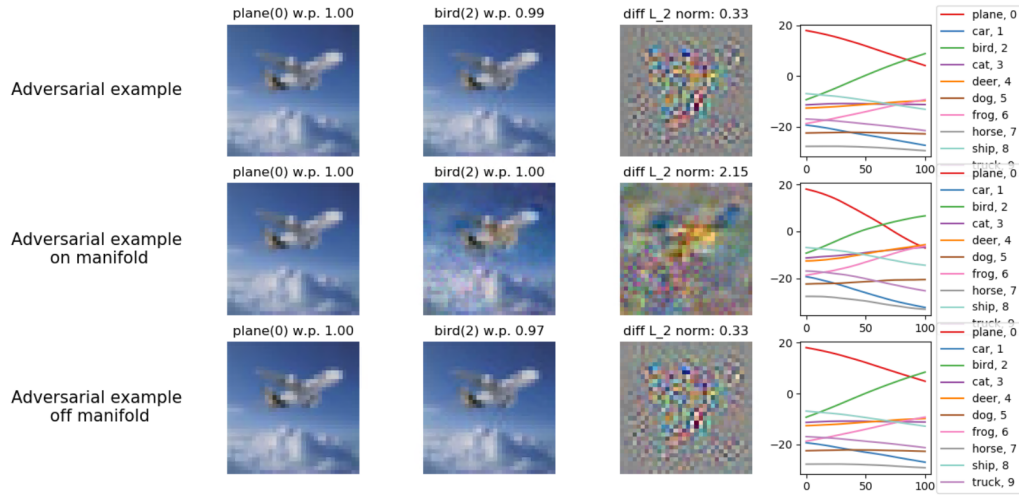 plane(0) w.p. 1.00
bird(2) w.p. 0.99
diff L_2 norm: 0.33
Adversarial example
20
0
−20
0
50
100
plane, 0
car, 1
bird, 2
cat, 3
deer, 4
dog, 5
frog, 6
horse, 7
ship, 8
truck, 9
plane(0) w.p. 1.00
bird(2) w.p. 1.00
diff L_2 norm: 2.15
Adversarial example
on manifold
20
0
−20
0
50
100
plane, 0
car, 1
bird, 2
cat, 3
deer, 4
dog, 5
frog, 6
horse, 7
ship, 8
truck, 9
plane(0) w.p. 1.00
bird(2) w.p. 0.97
diff L_2 norm: 0.33
Adversarial example
off manifold
20
0
−20
0
50
100
plane, 0
car, 1
bird, 2
cat, 3
deer, 4
dog, 5
frog, 6
horse, 7
ship, 8
truck, 9